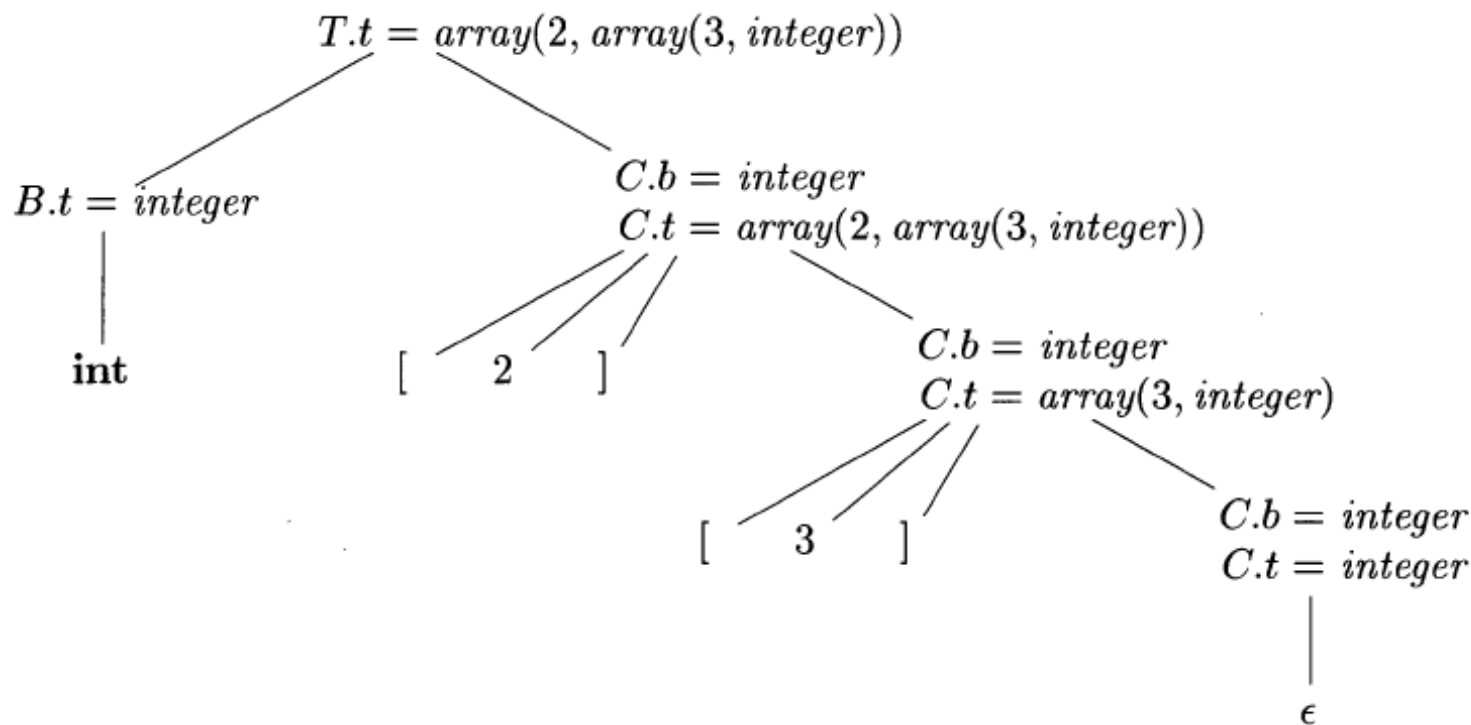 T.t = array(2, array(3, integer))
C.b = integer
B.t = integer
C.t = array(2, array(3, integer))
int
[ 2 ]
C.b = integer
C.t = array(3, integer)
[ 3 ]
C.b = integer
C.t = integer
ϵ